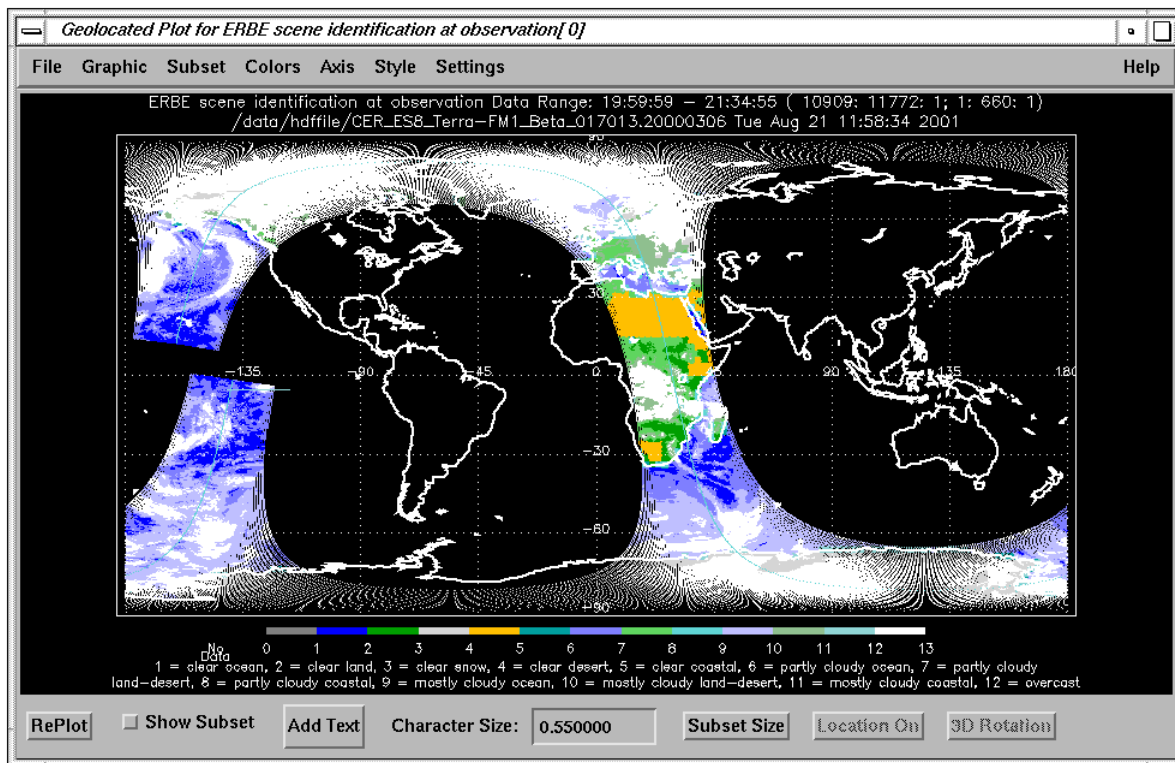 Geolocated Plot for ERBE scene identification at observation[ 0]
File Graphic Subset Colors Axis Style Settings Help
ERBE scene identification at observation Data Range: 19:59:59 – 21:34:55 ( 10909: 11772: 1; 1: 660: 1)
/data/hdffile/CER_ES8_Terra–FM1_Beta_017013.20000306 Tue Aug 21 11:58:34 2001
90
30
–135 –90 –45 0 45 90 135 180
–30
–60
–90
No Data 0 1 2 3 4 5 6 7 8 9 10 11 12 13
1 = clear ocean, 2 = clear land, 3 = clear snow, 4 = clear desert, 5 = clear coastal, 6 = partly cloudy ocean, 7 = partly cloudy
land–desert, 8 = partly cloudy coastal, 9 = mostly cloudy ocean, 10 = mostly cloudy land–desert, 11 = mostly cloudy coastal, 12 = overcast
RePlot Show Subset Add Text Character Size: 0.550000 Subset Size Location On 3D Rotation